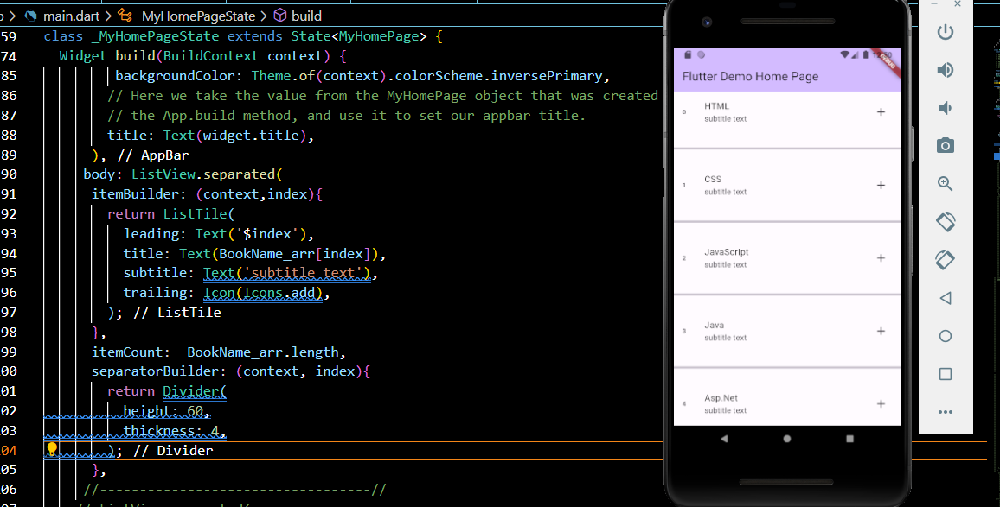 main.dart > _MyHomePageState > build
59 class _MyHomePageState extends State<MyHomePage> {
74 Widget build(BuildContext context) {
85 backgroundColor: Theme.of(context).colorScheme.inversePrimary,
86 // Here we take the value from the MyHomePage object that was created
87 // the App.build method, and use it to set our appbar title.
88 title: Text(widget.title),
89 ), // AppBar
90 body: ListView.separated(
91 itemBuilder: (context,index){
92 return ListTile(
93 leading: Text('$index'),
94 title: Text(BookName_arr[index]),
95 subtitle: Text('subtitle text'),
96 trailing: Icon(Icons.add),
97 ); // ListTile
98 },
99 itemCount:  BookName_arr.length,
00 separatorBuilder: (context, index){
01 return Divider(
02 height: 60,
03 thickness: 4,
04 ); // Divider
05 },
06 //----------------------------------//
Flutter Demo Home Page
0 HTML +
subtitle text
1 CSS +
subtitle text
2 JavaScript +
subtitle text
3 Java +
subtitle text
4 Asp.Net +
subtitle text